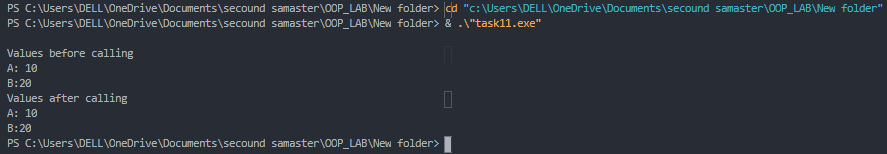 PS C:\Users\DELL\OneDrive\Documents\secound samaster\OOP_LAB\New folder> cd "c:\Users\DELL\OneDrive\Documents\secound samaster\OOP_LAB\New folder"
PS C:\Users\DELL\OneDrive\Documents\secound samaster\OOP_LAB\New folder> & .\"task11.exe"
Values before calling
A: 10
B:20
Values after calling
A: 10
B:20
PS C:\Users\DELL\OneDrive\Documents\secound samaster\OOP_LAB\New folder>